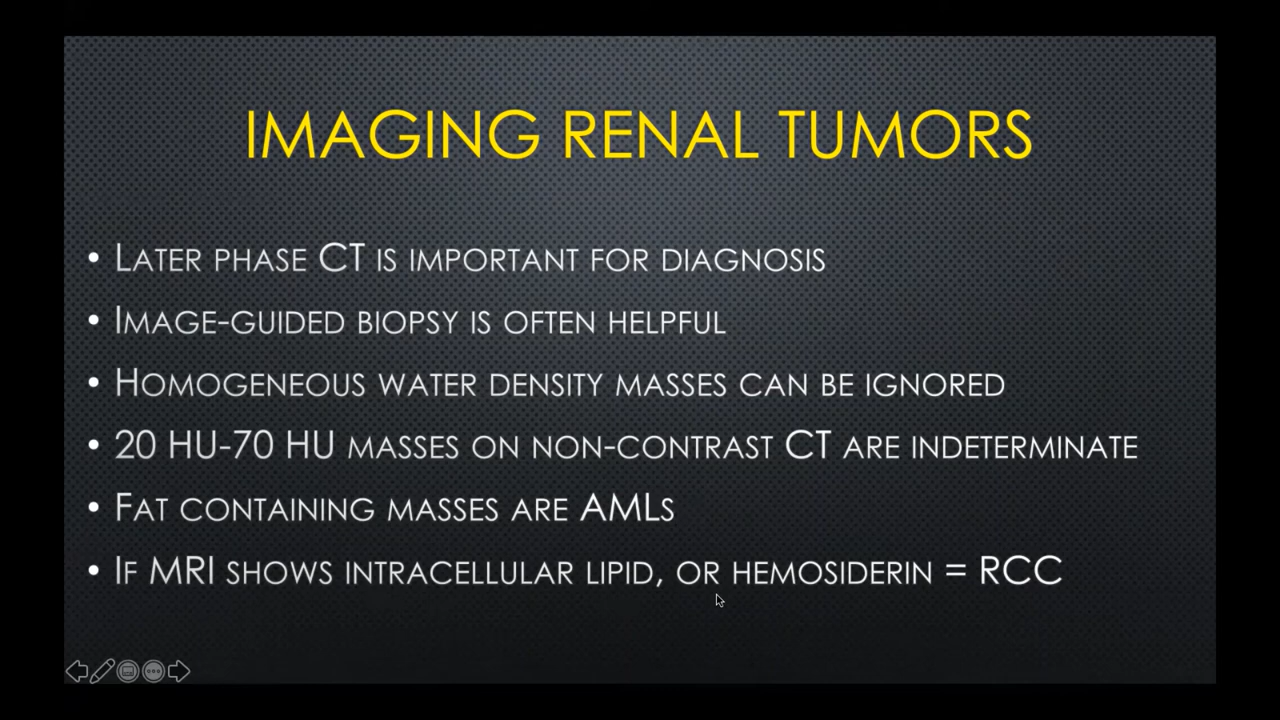 IMAGING RENAL TUMORS
• LATER PHASE CT IS IMPORTANT FOR DIAGNOSIS
• IMAGE-GUIDED BIOPSY IS OFTEN HELPFUL
• HOMOGENEOUS WATER DENSITY MASSES CAN BE IGNORED
• 20 HU-70 HU MASSES ON NON-CONTRAST CT ARE INDETERMINATE
• FAT CONTAINING MASSES ARE AMLS
• IF MRI SHOWS INTRACELLULAR LIPID, OR HEMOSIDERIN = RCC